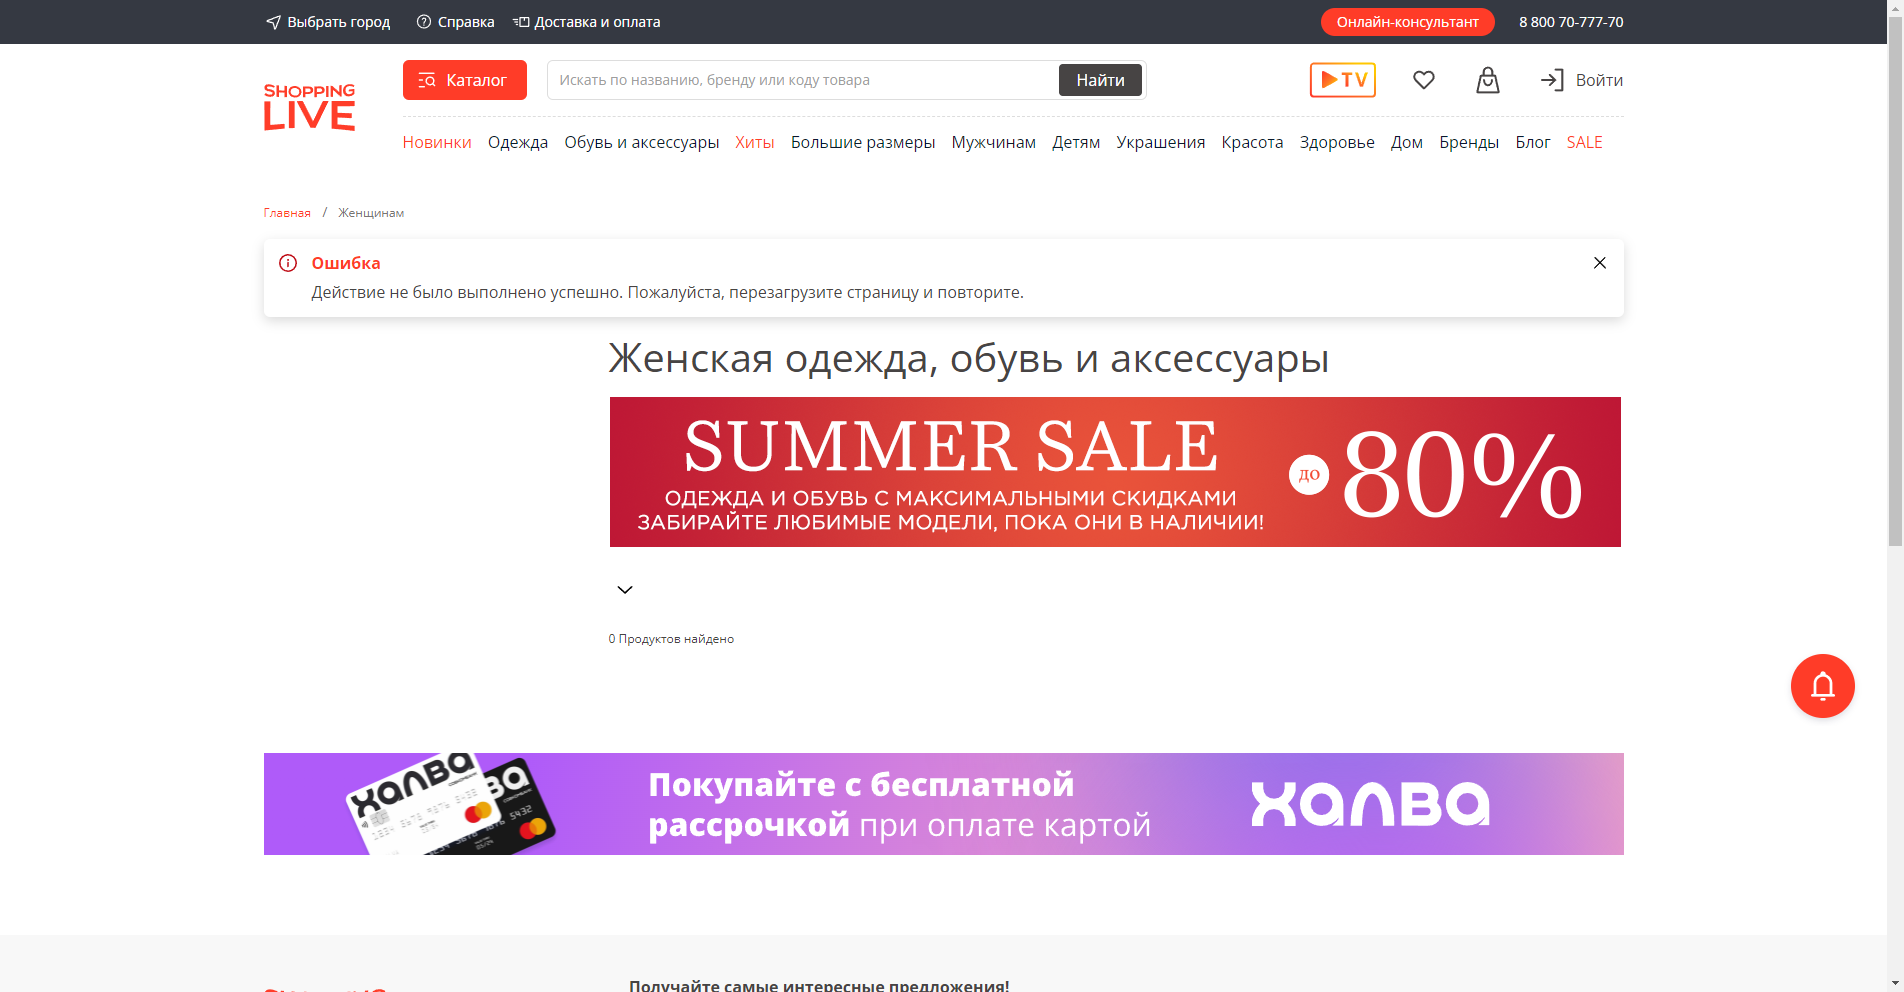 Выбрать город
Справка
Доставка и оплата
Онлайн-консультант
8 800 70-777-70
SHOPPING
LIVE
Каталог
Искать по названию, бренду или коду товара
Найти
TV
Войти
Новинки Одежда Обувь и аксессуары Хиты Большие размеры Мужчинам Детям Украшения Красота Здоровье Дом Бренды Блог SALE
Главная / Женщинам
Ошибка
Действие не было выполнено успешно. Пожалуйста, перезагрузите страницу и повторите.
Женская одежда, обувь и аксессуары
SUMMER SALE
ОДЕЖДА И ОБУВЬ С МАКСИМАЛЬНЫМИ СКИДКАМИ
ЗАБИРАЙТЕ ЛЮБИМЫЕ МОДЕЛИ, ПОКА ОНИ В НАЛИЧИИ!
до 80%
0 Продуктов найдено
халва
Покупайте с бесплатной
рассрочкой при оплате картой
халва
Получайте самые интересные предложения!